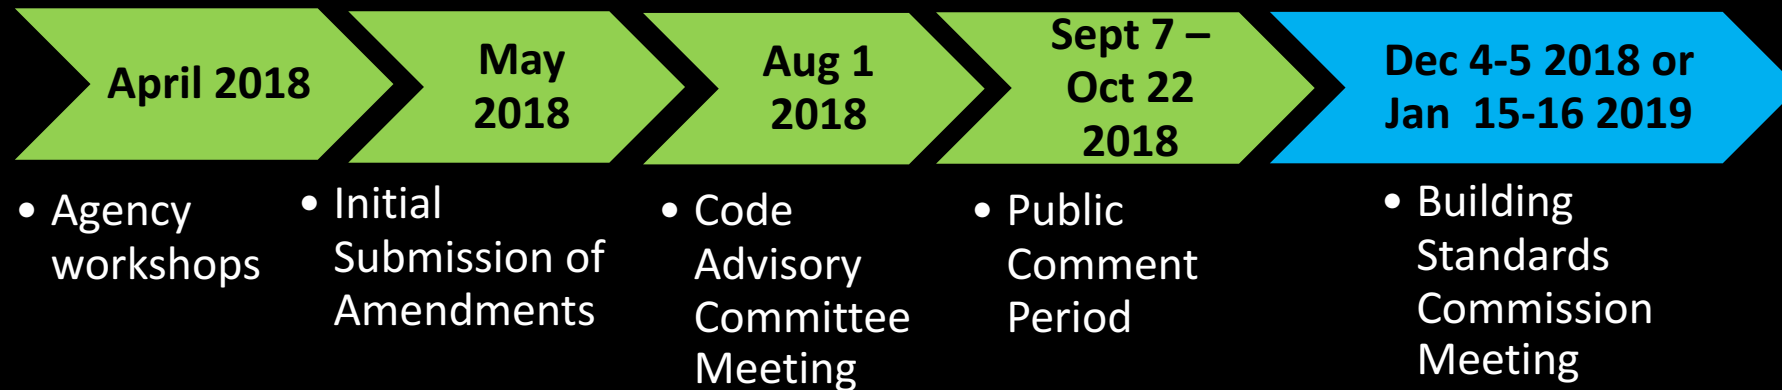 April 2018
May
2018
Aug 1
2018
Sept 7 –
Oct 22
2018
Dec 4-5 2018 or
Jan  15-16 2019
• Agency
workshops
• Initial
Submission of
Amendments
• Code
Advisory
Committee
Meeting
• Public
Comment
Period
• Building
Standards
Commission
Meeting